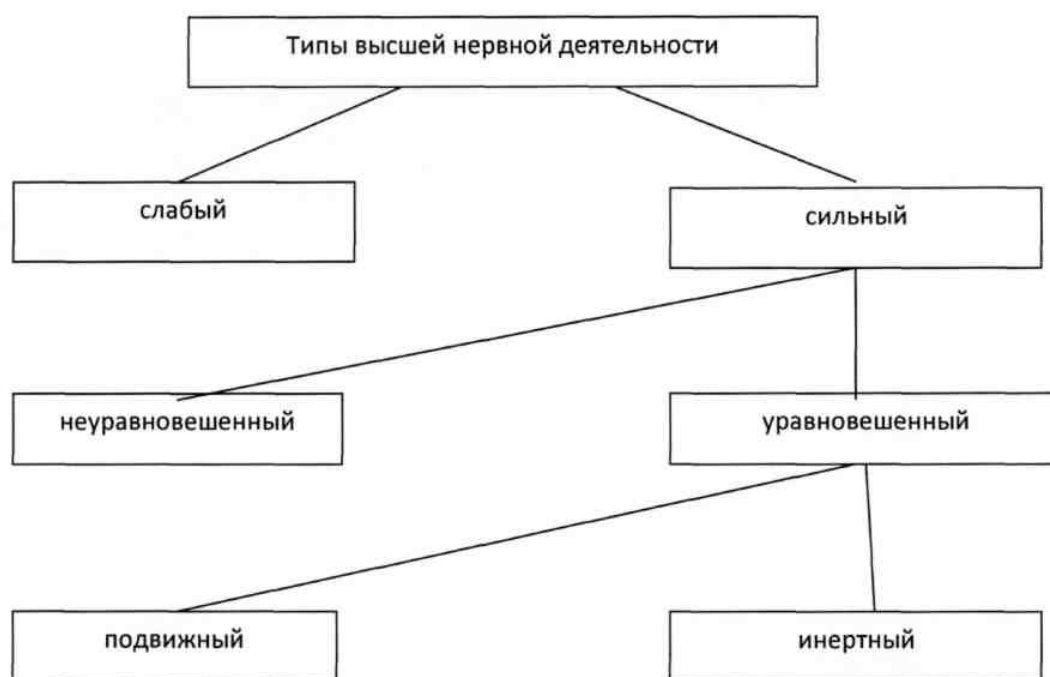 Типы высшей нервной деятельности
слабый
сильный
неуравновешенный
уравновешенный
подвижный
инертный